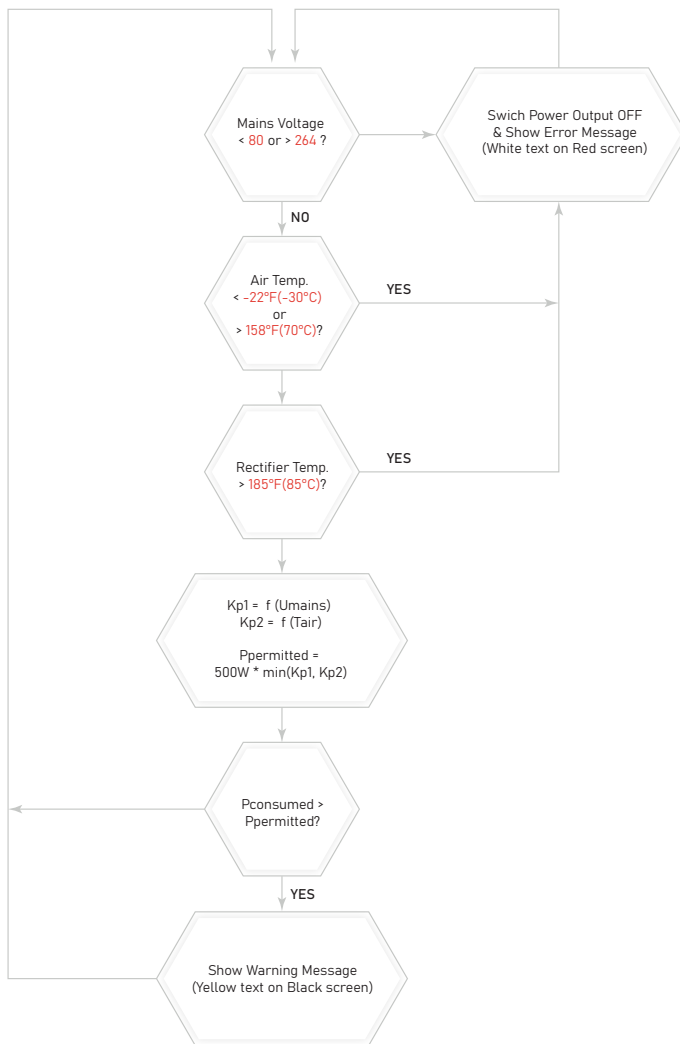 Mains Voltage
< 80 or > 264 ?
Swich Power Output OFF
& Show Error Message
(White text on Red screen)
NO
Air Temp.
< -22°F(-30°C)
or
> 158°F(70°C)?
YES
Rectifier Temp.
> 185°F(85°C)?
YES
Kp1 = f (Umains)
Kp2 = f (Tair)
Ppermitted =
500W * min(Kp1, Kp2)
Pconsumed >
Ppermitted?
YES
Show Warning Message
(Yellow text on Black screen)